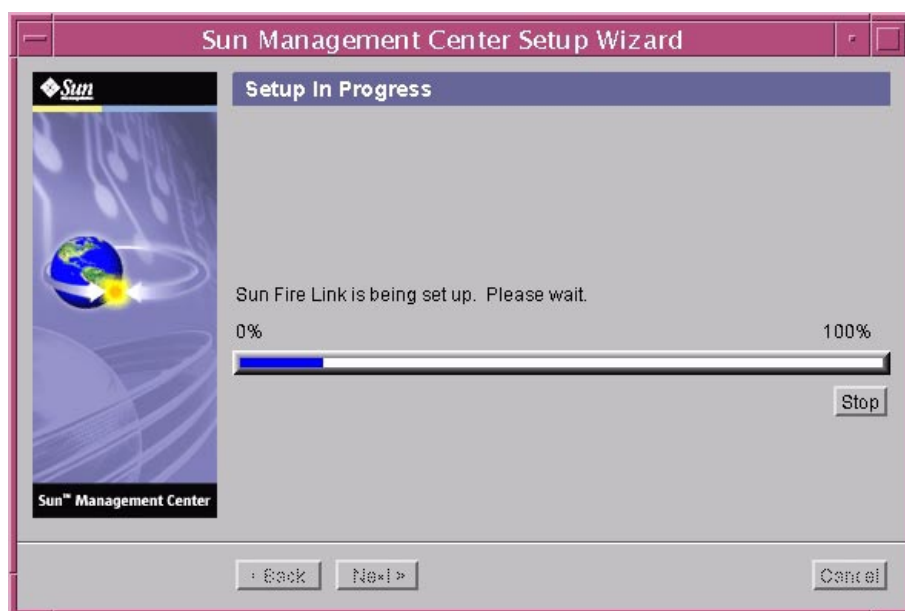 Sun Management Center Setup Wizard
Sun
Setup In Progress
Sun Fire Link is being set up. Please wait.
0% 100%
Stop
Sun™ Management Center
‹ Back Next » Cancel